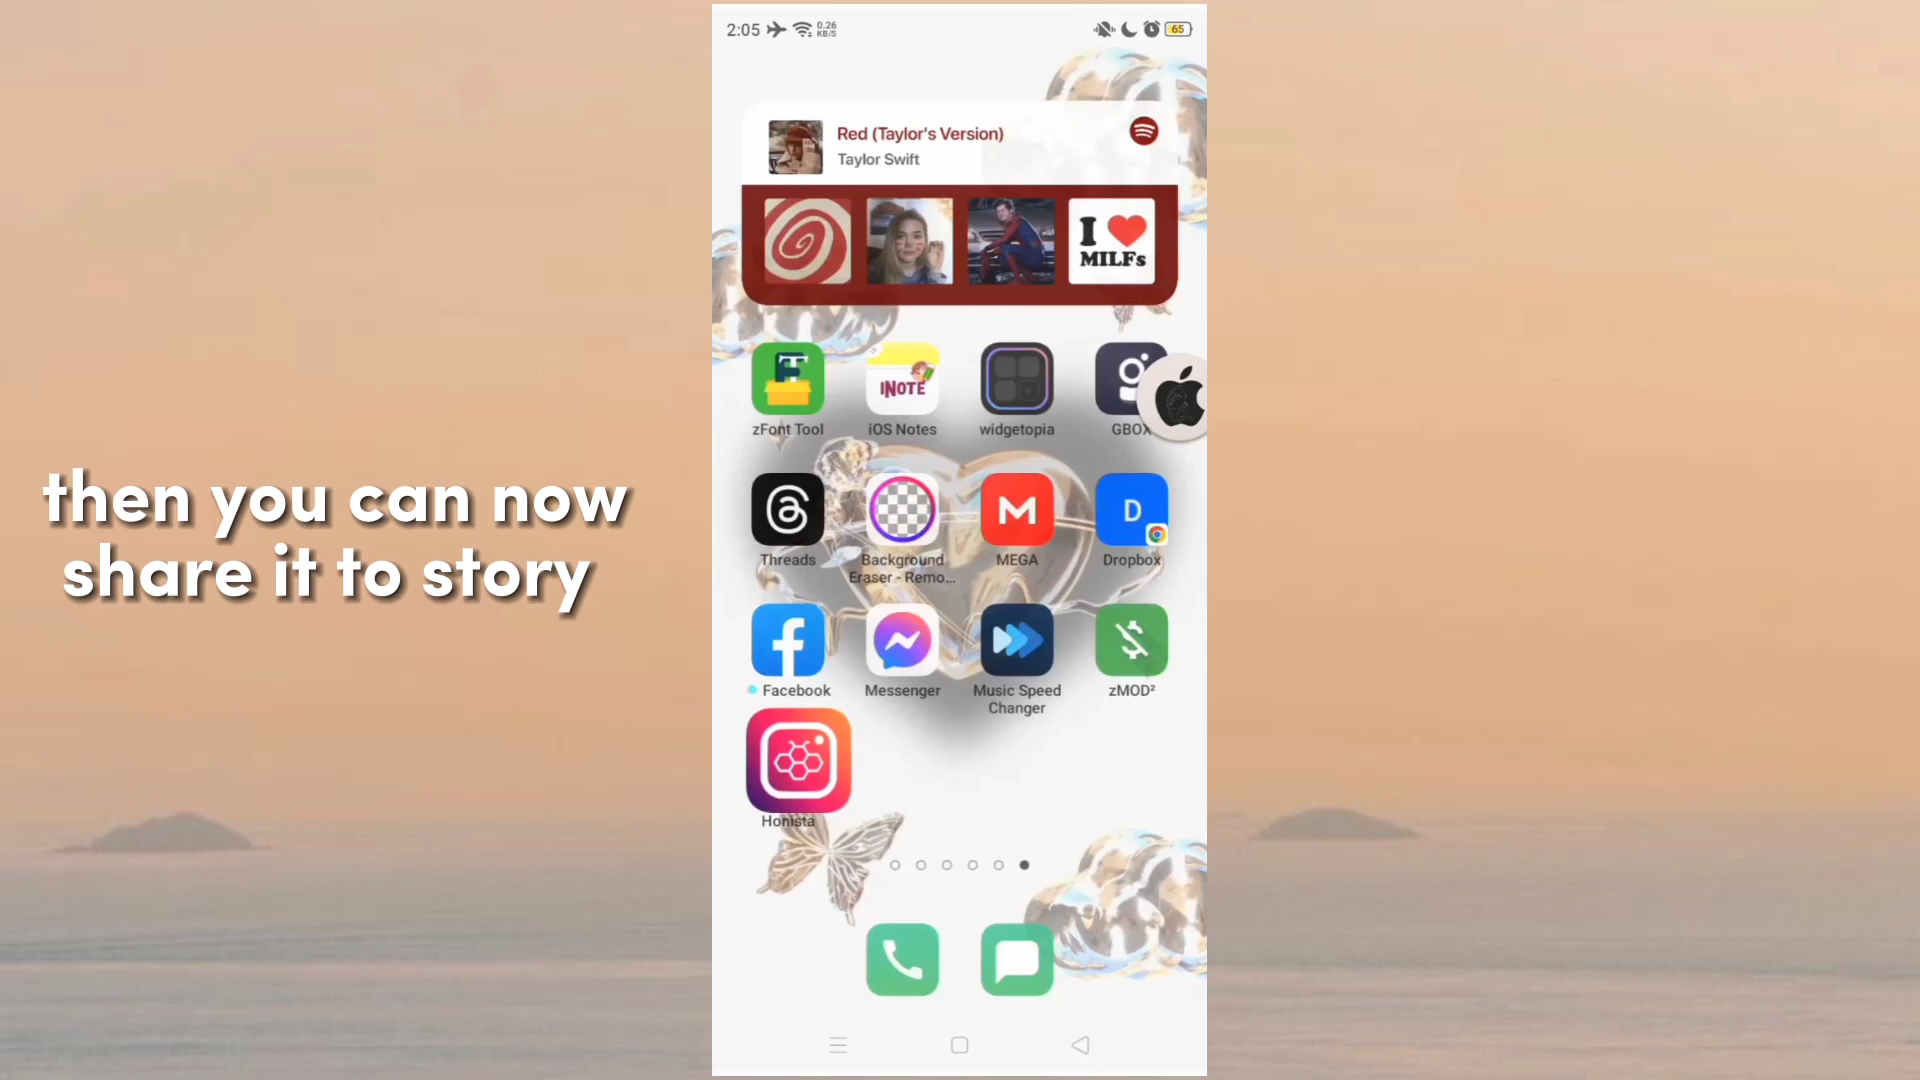 2:05
0.26
KB/S
65
Red (Taylor's Version)
Taylor Swift
I
MILFs
F
INOTE
zFont Tool
iOS Notes
widgetopia
GBOX
D
Threads
Background
Eraser - Remo...
MEGA
Dropbox
then you can now
share it to story
Facebook
Messenger
Music Speed
Changer
zMOD²
Honista